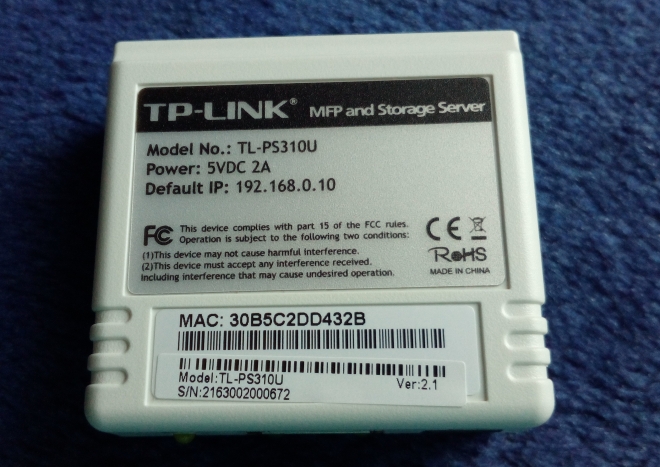 TP-LINK® MFP and Storage Server
Model No.: TL-PS310U
Power: 5VDC 2A
Default IP: 192.168.0.10
FC This device complies with part 15 of the FCC rules.
Operation is subject to the following two conditions:
(1)This device may not cause harmful interference.
(2)This device must accept any interference received.
Including interference that may cause undesired operation.
CE
RoHS
MADE IN CHINA
MAC: 30B5C2DD432B
Model:TL-PS310U Ver:2.1
S/N:2163002000672